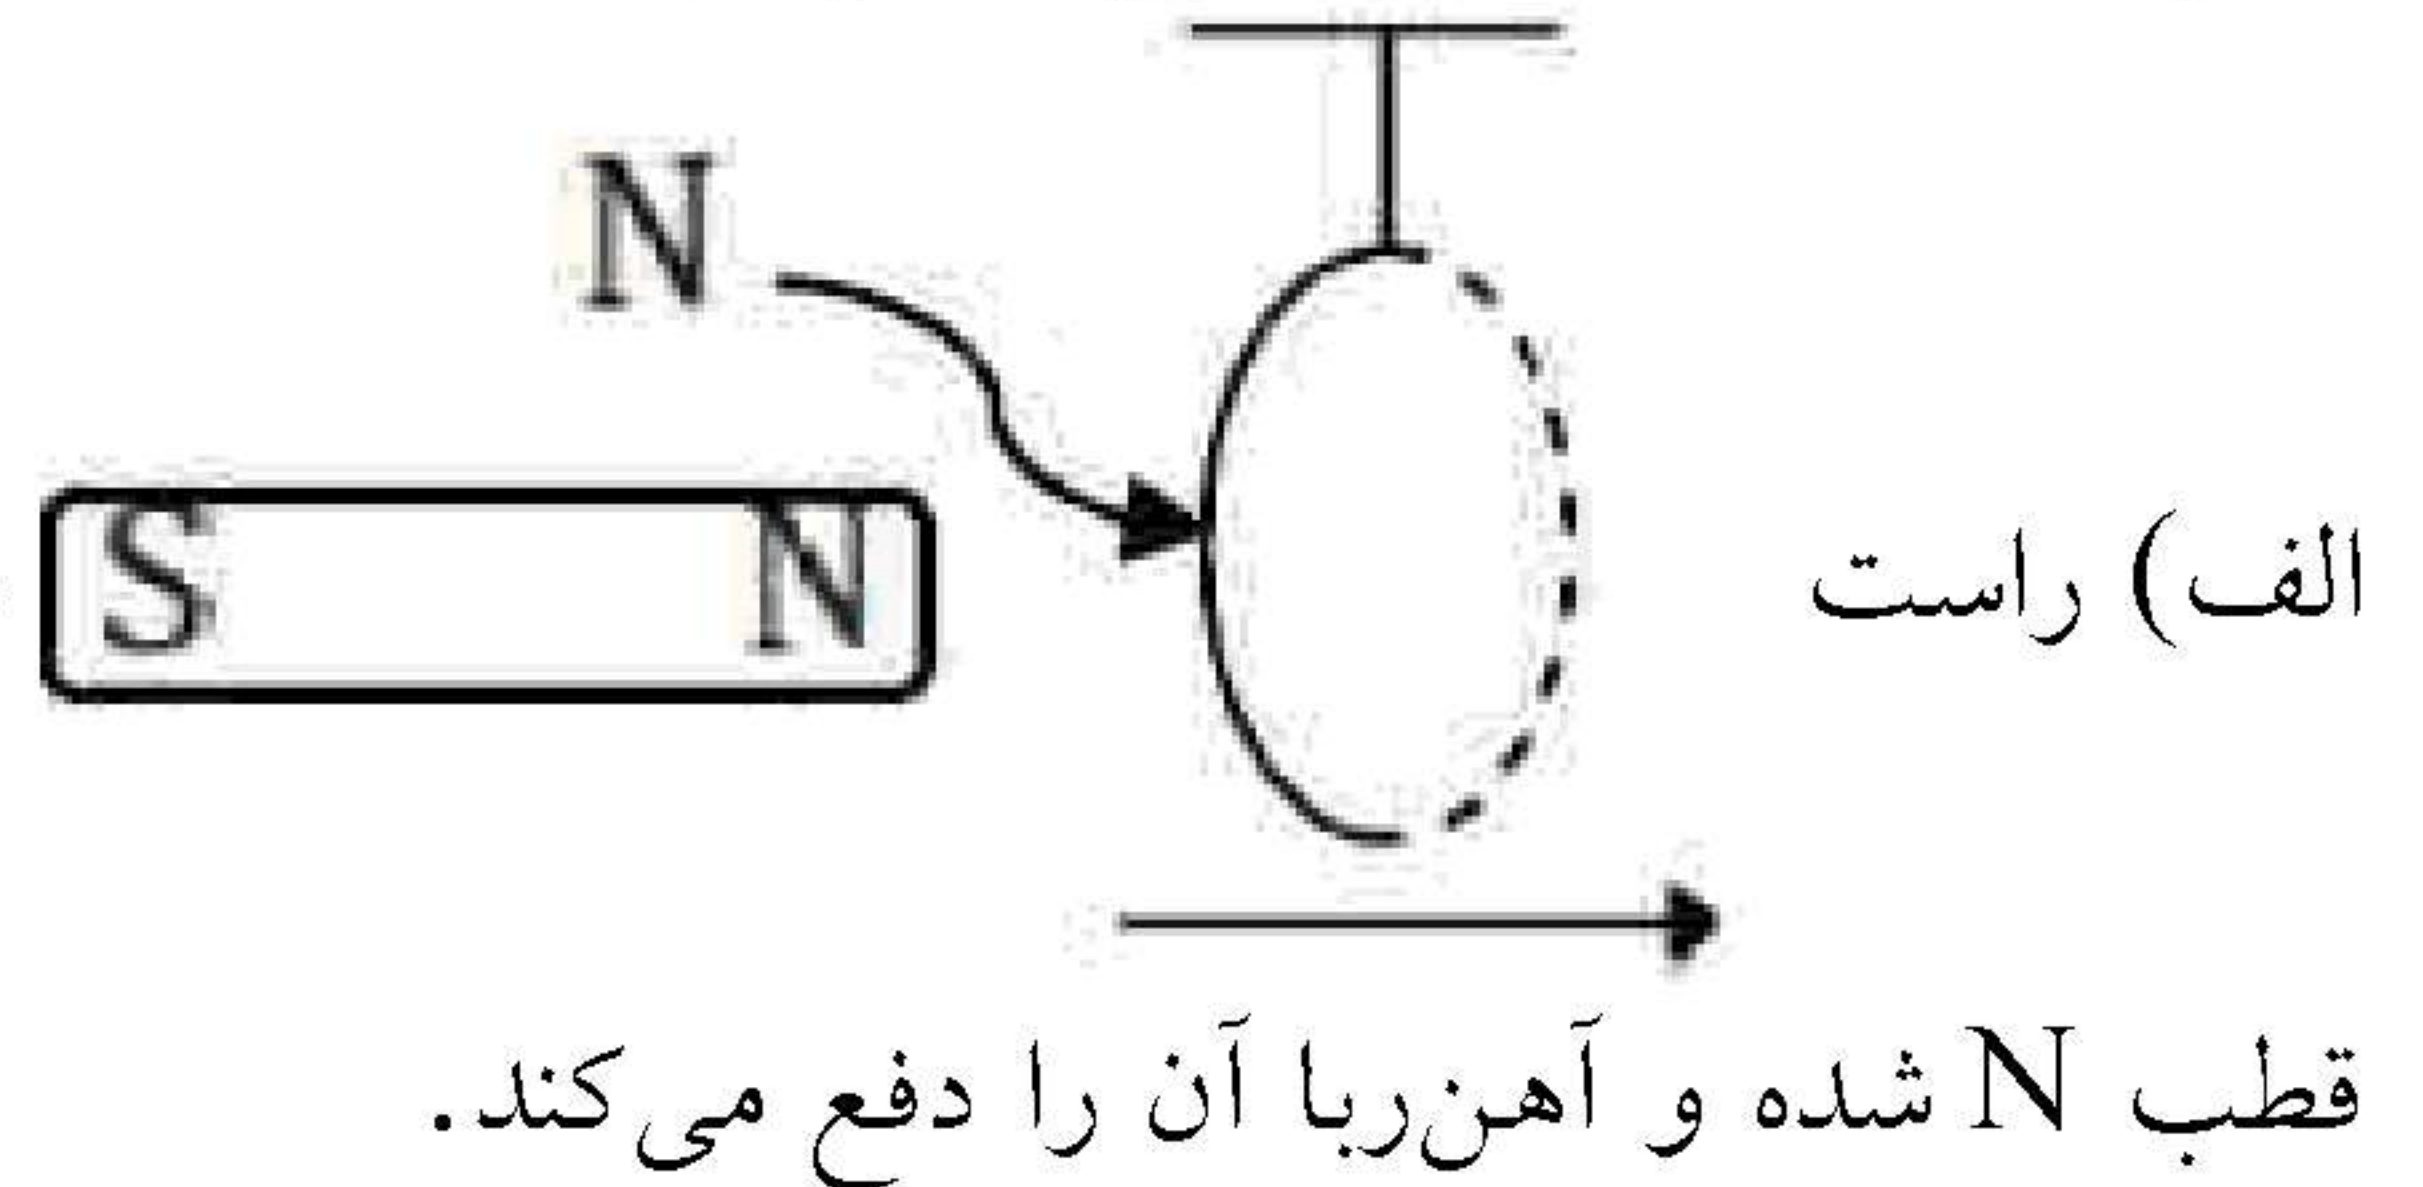 N
S N
الف) راست
قطب N شده و آهن‌ربا آن را دفع می‌کند.